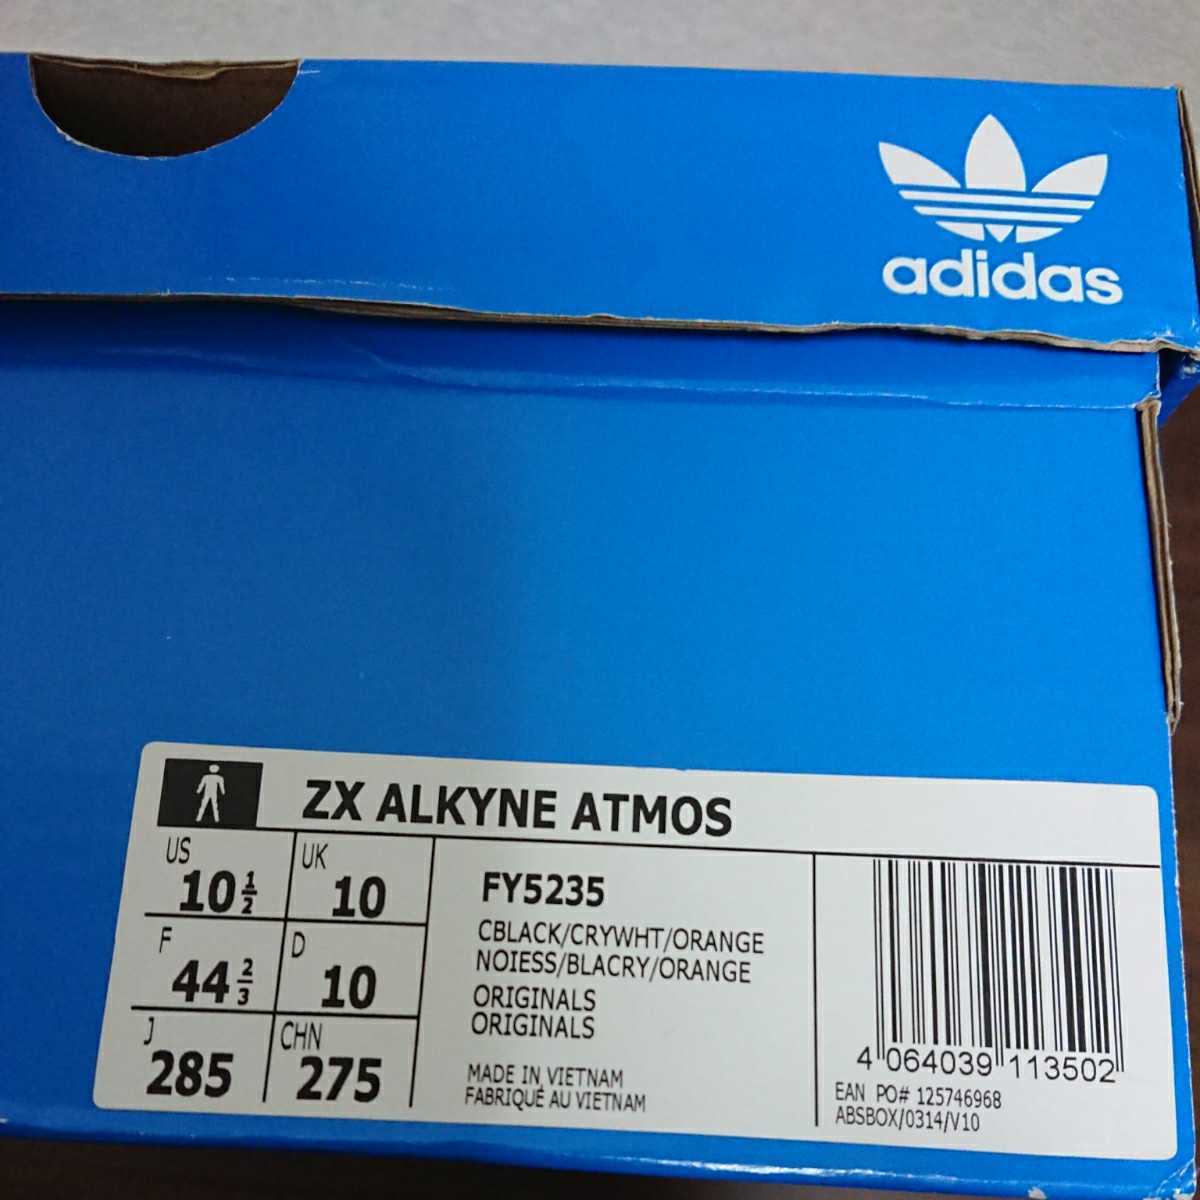 adidas
ZX ALKYNE ATMOS
US
10 1/2
UK
10
F
44 2/3
D
10
J
285
CHN
275
FY5235
CBLACK/CRYWHT/ORANGE
NOIESS/BLACRY/ORANGE
ORIGINALS
ORIGINALS
MADE IN VIETNAM
FABRIQUÉ AU VIETNAM
4 064039 113502
EAN PO# 125746968
ABSBOX/0314/V10